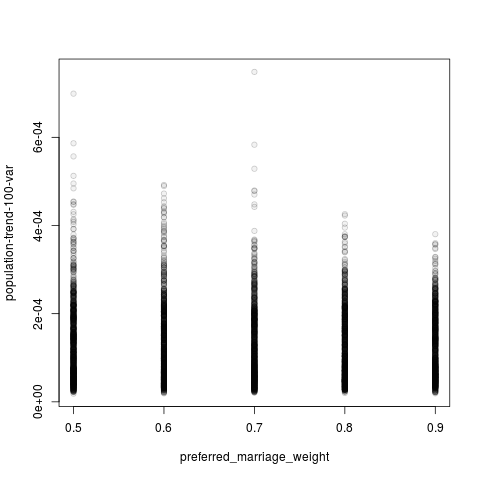 population-trend-100-var
6e-04
4e-04
2e-04
0e+00
0.5 0.6 0.7 0.8 0.9
preferred_marriage_weight